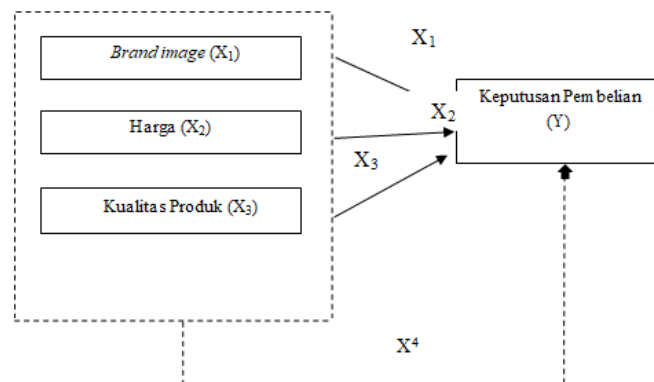 Brand image (X₁)
X₁
Harga (X₂)
X₂
Keputusan Pembelian
(Y)
X₃
Kualitas Produk (X₃)
X⁴